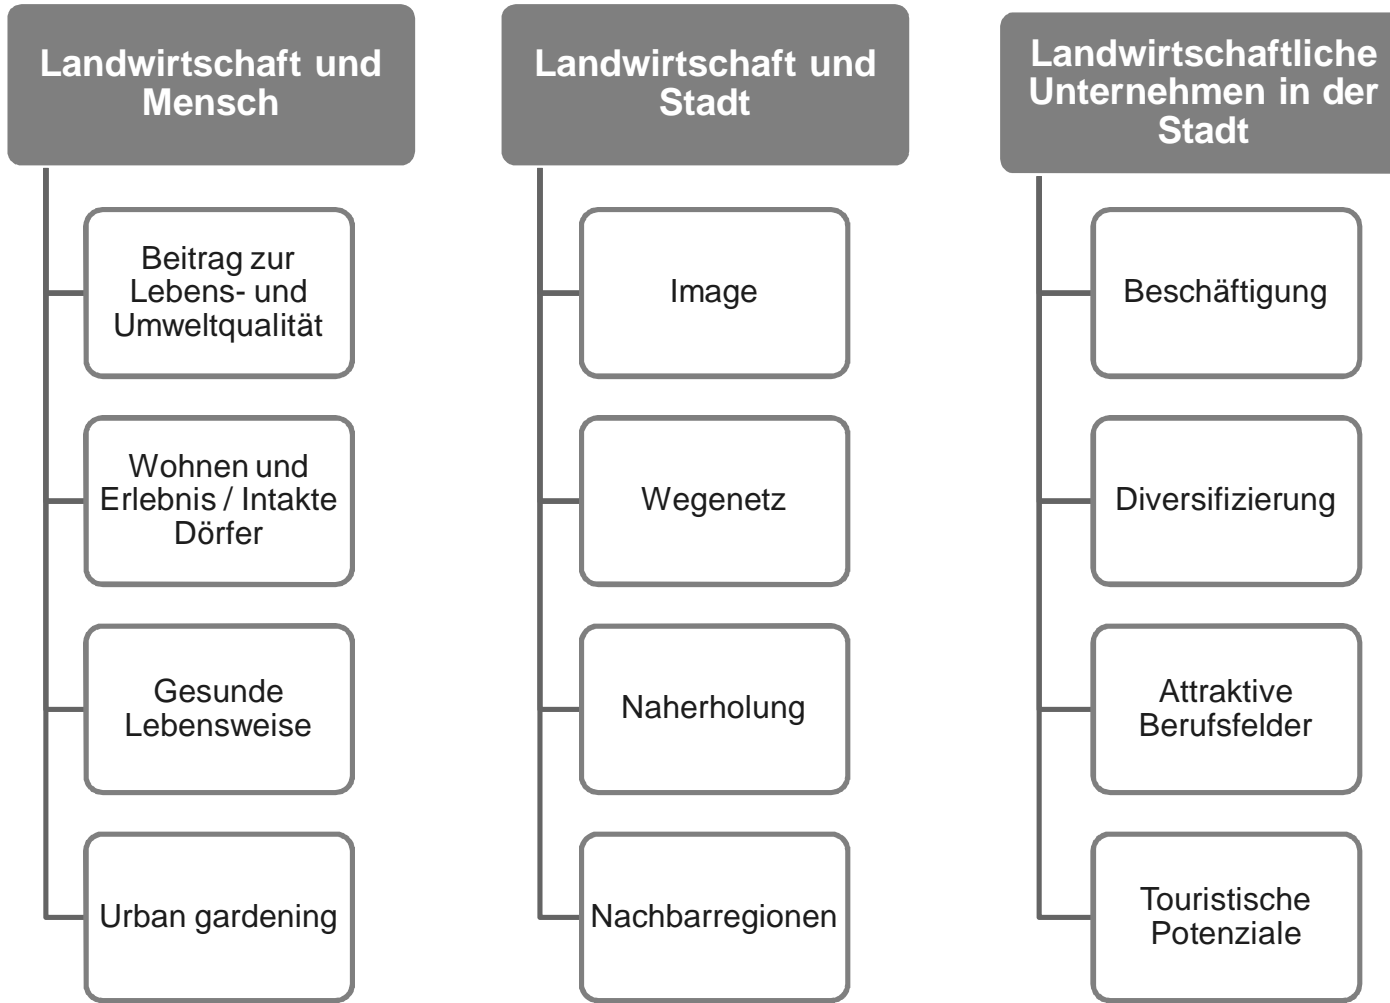 Landwirtschaft und
Mensch
Beitrag zur
Lebens- und
Umweltqualität
Wohnen und
Erlebnis / Intakte
Dörfer
Gesunde
Lebensweise
Urban gardening
Landwirtschaft und
Stadt
Image
Wegenetz
Naherholung
Nachbarregionen
Landwirtschaftliche
Unternehmen in der
Stadt
Beschäftigung
Diversifizierung
Attraktive
Berufsfelder
Touristische
Potenziale